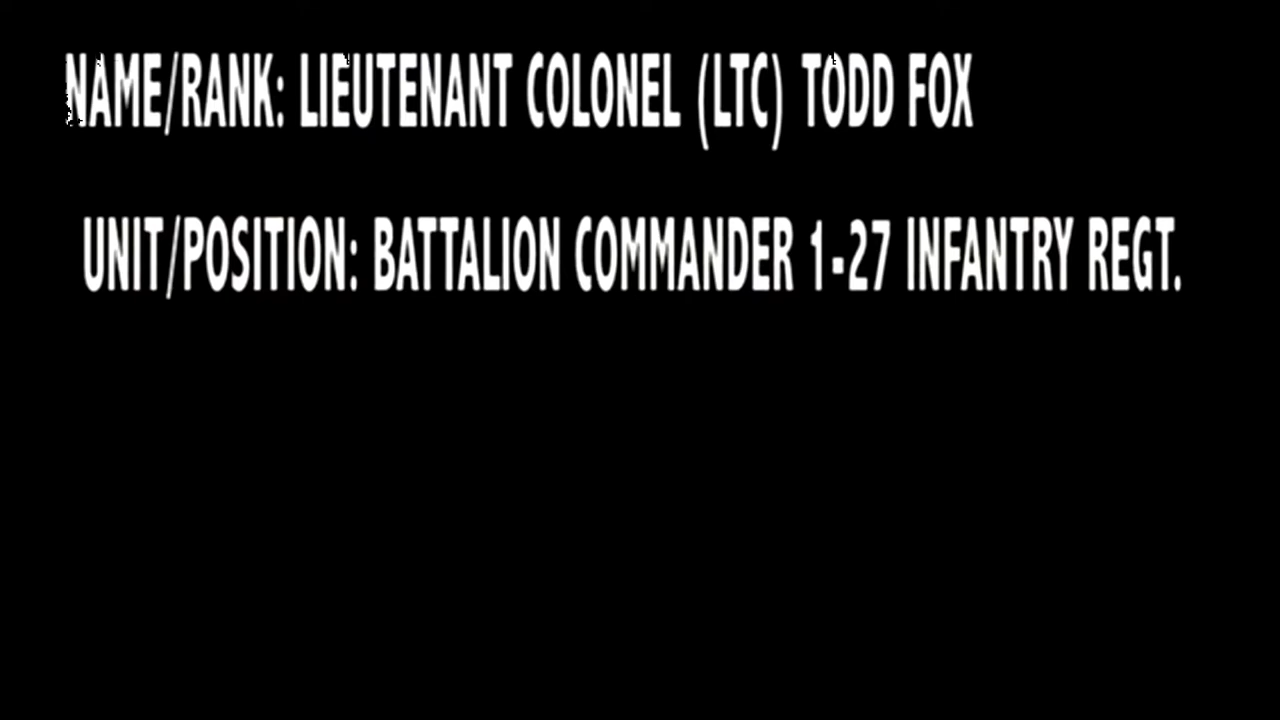 NAME/RANK: LIEUTENANT COLONEL (LTC) TODD FOX
UNIT/POSITION: BATTALION COMMANDER 1-27 INFANTRY REGT.